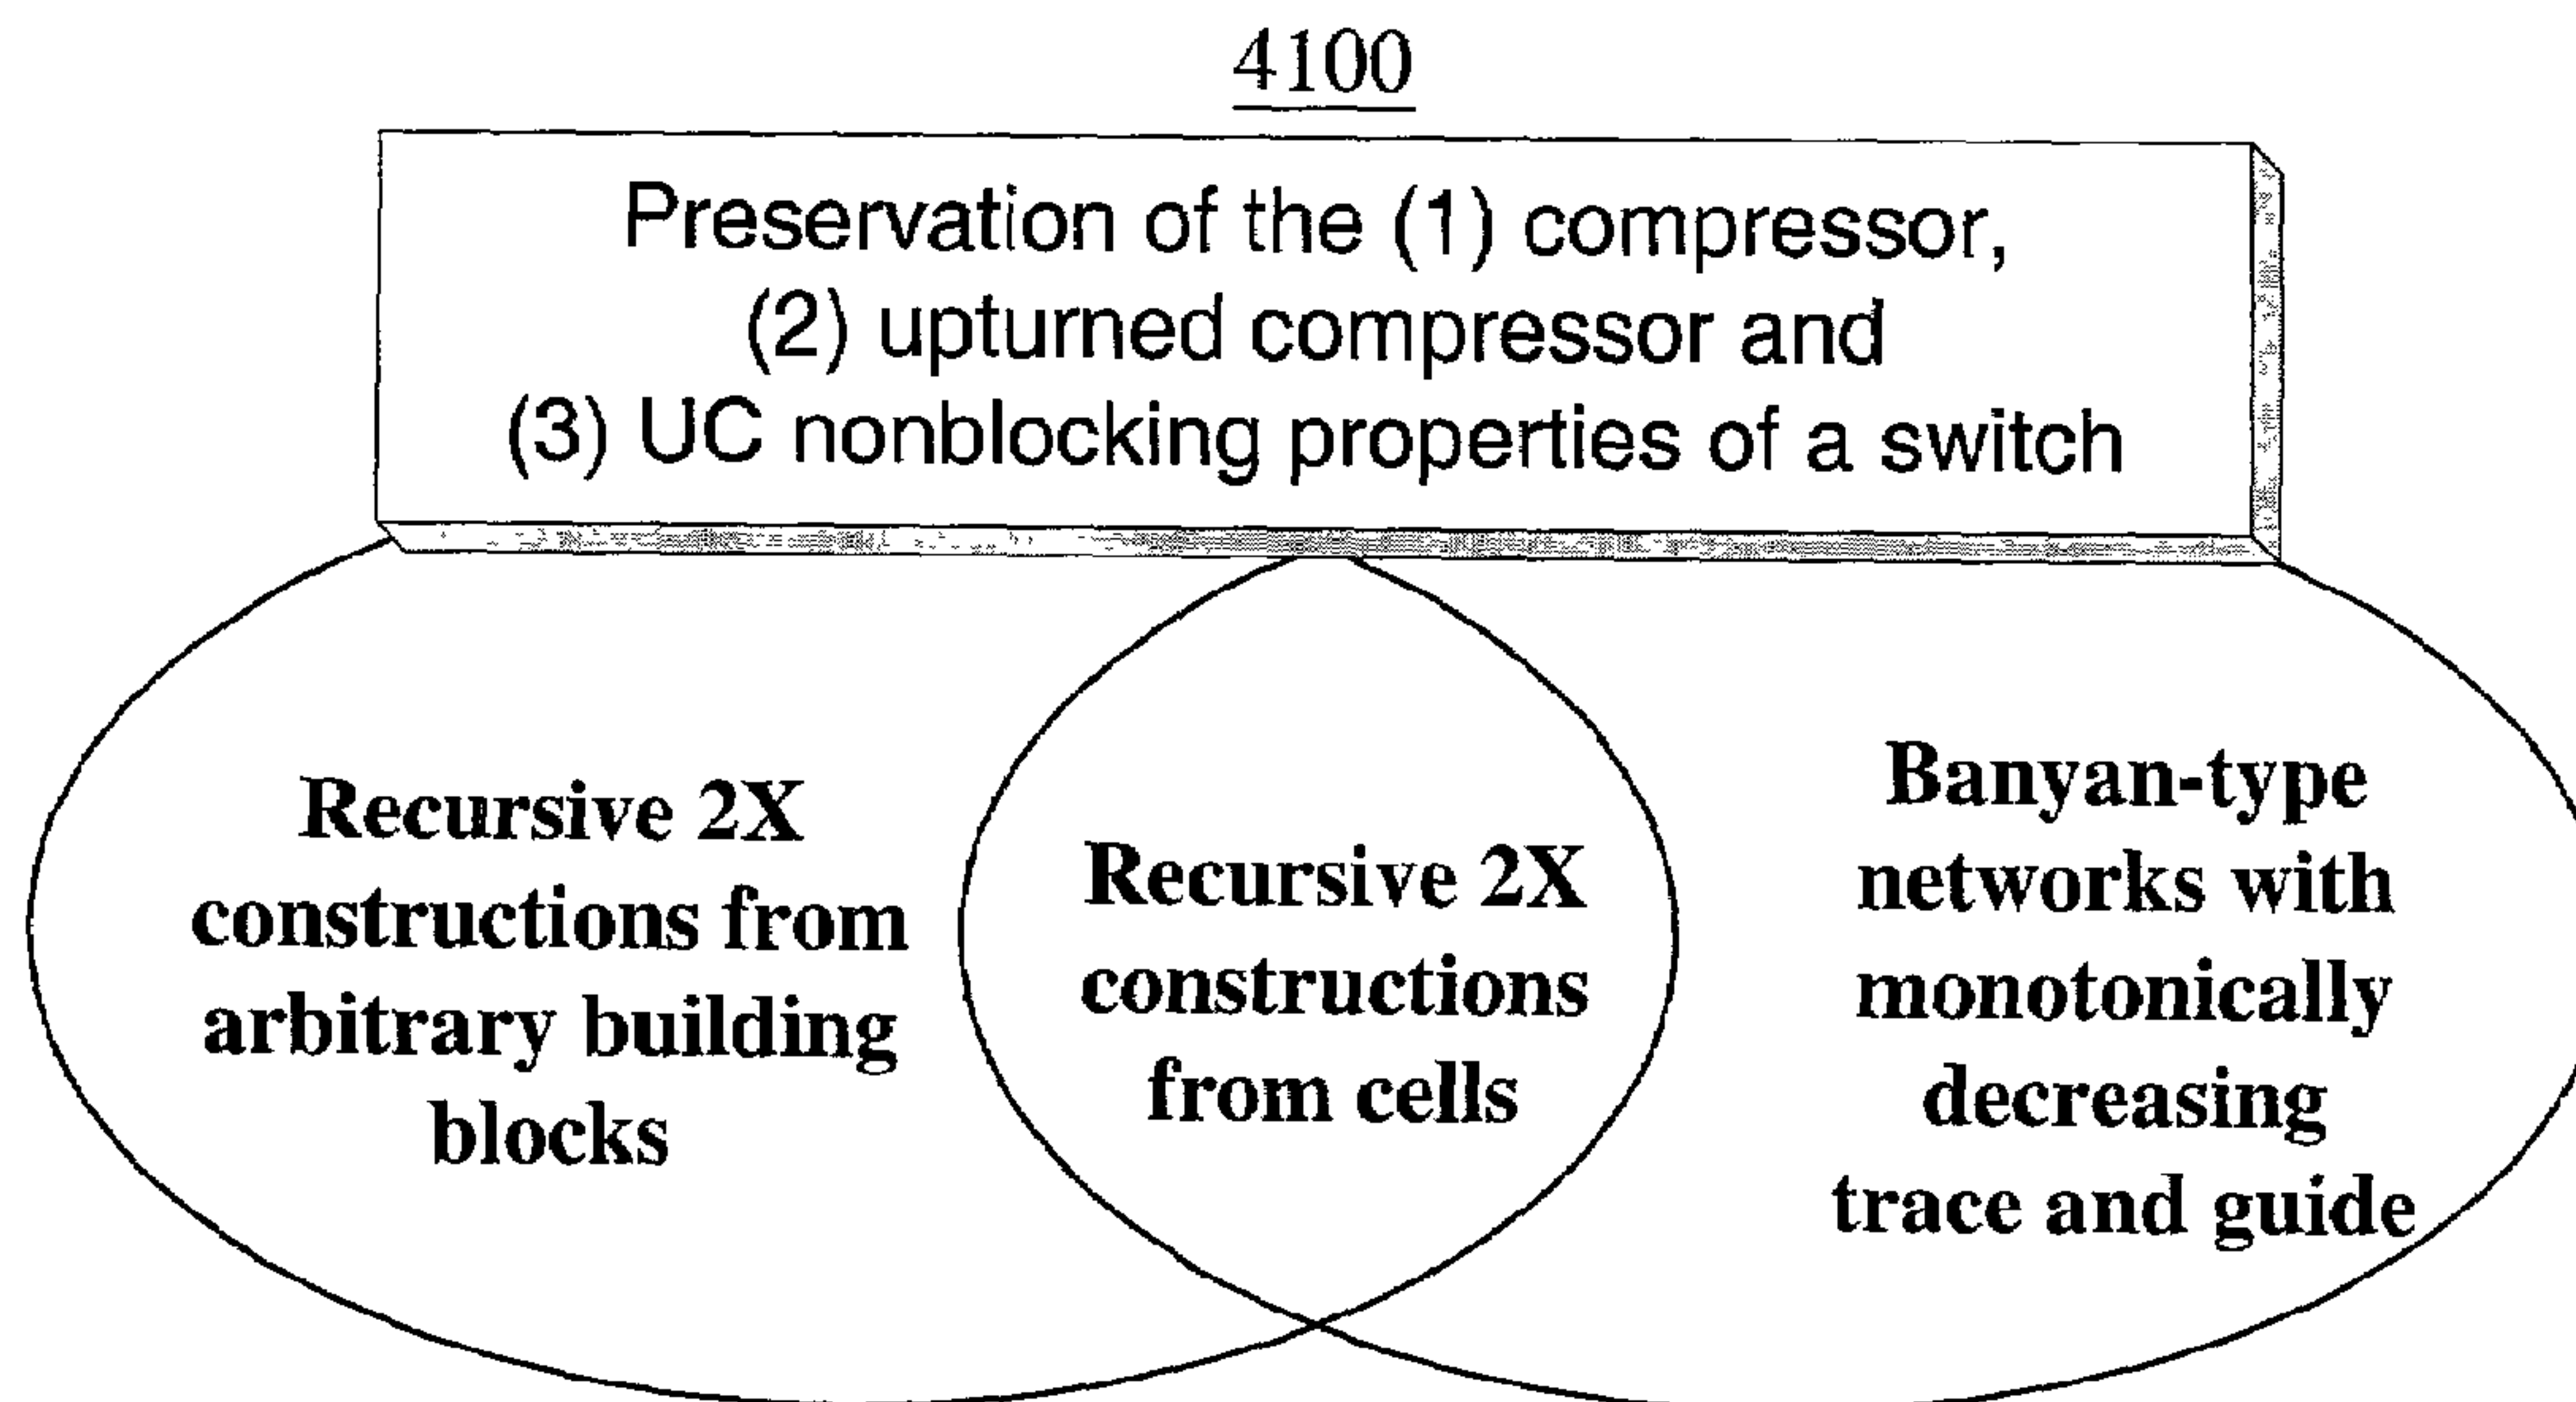 4100
Preservation of the (1) compressor,
(2) upturned compressor and
(3) UC nonblocking properties of a switch
Recursive 2X
constructions from
arbitrary building
blocks
Recursive 2X
constructions
from cells
Banyan-type
networks with
monotonically
decreasing
trace and guide